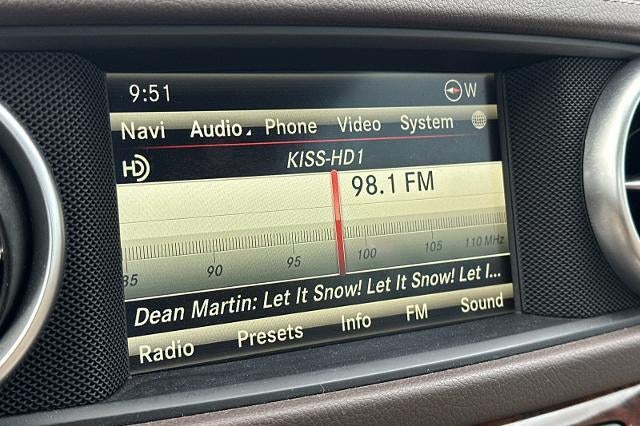 9:51 W
Navi Audio Phone Video System
HD KISS-HD1
98.1 FM
85 90 95 100 105 110 MHz
Dean Martin: Let It Snow! Let It Snow! Let I...
Radio Presets Info FM Sound